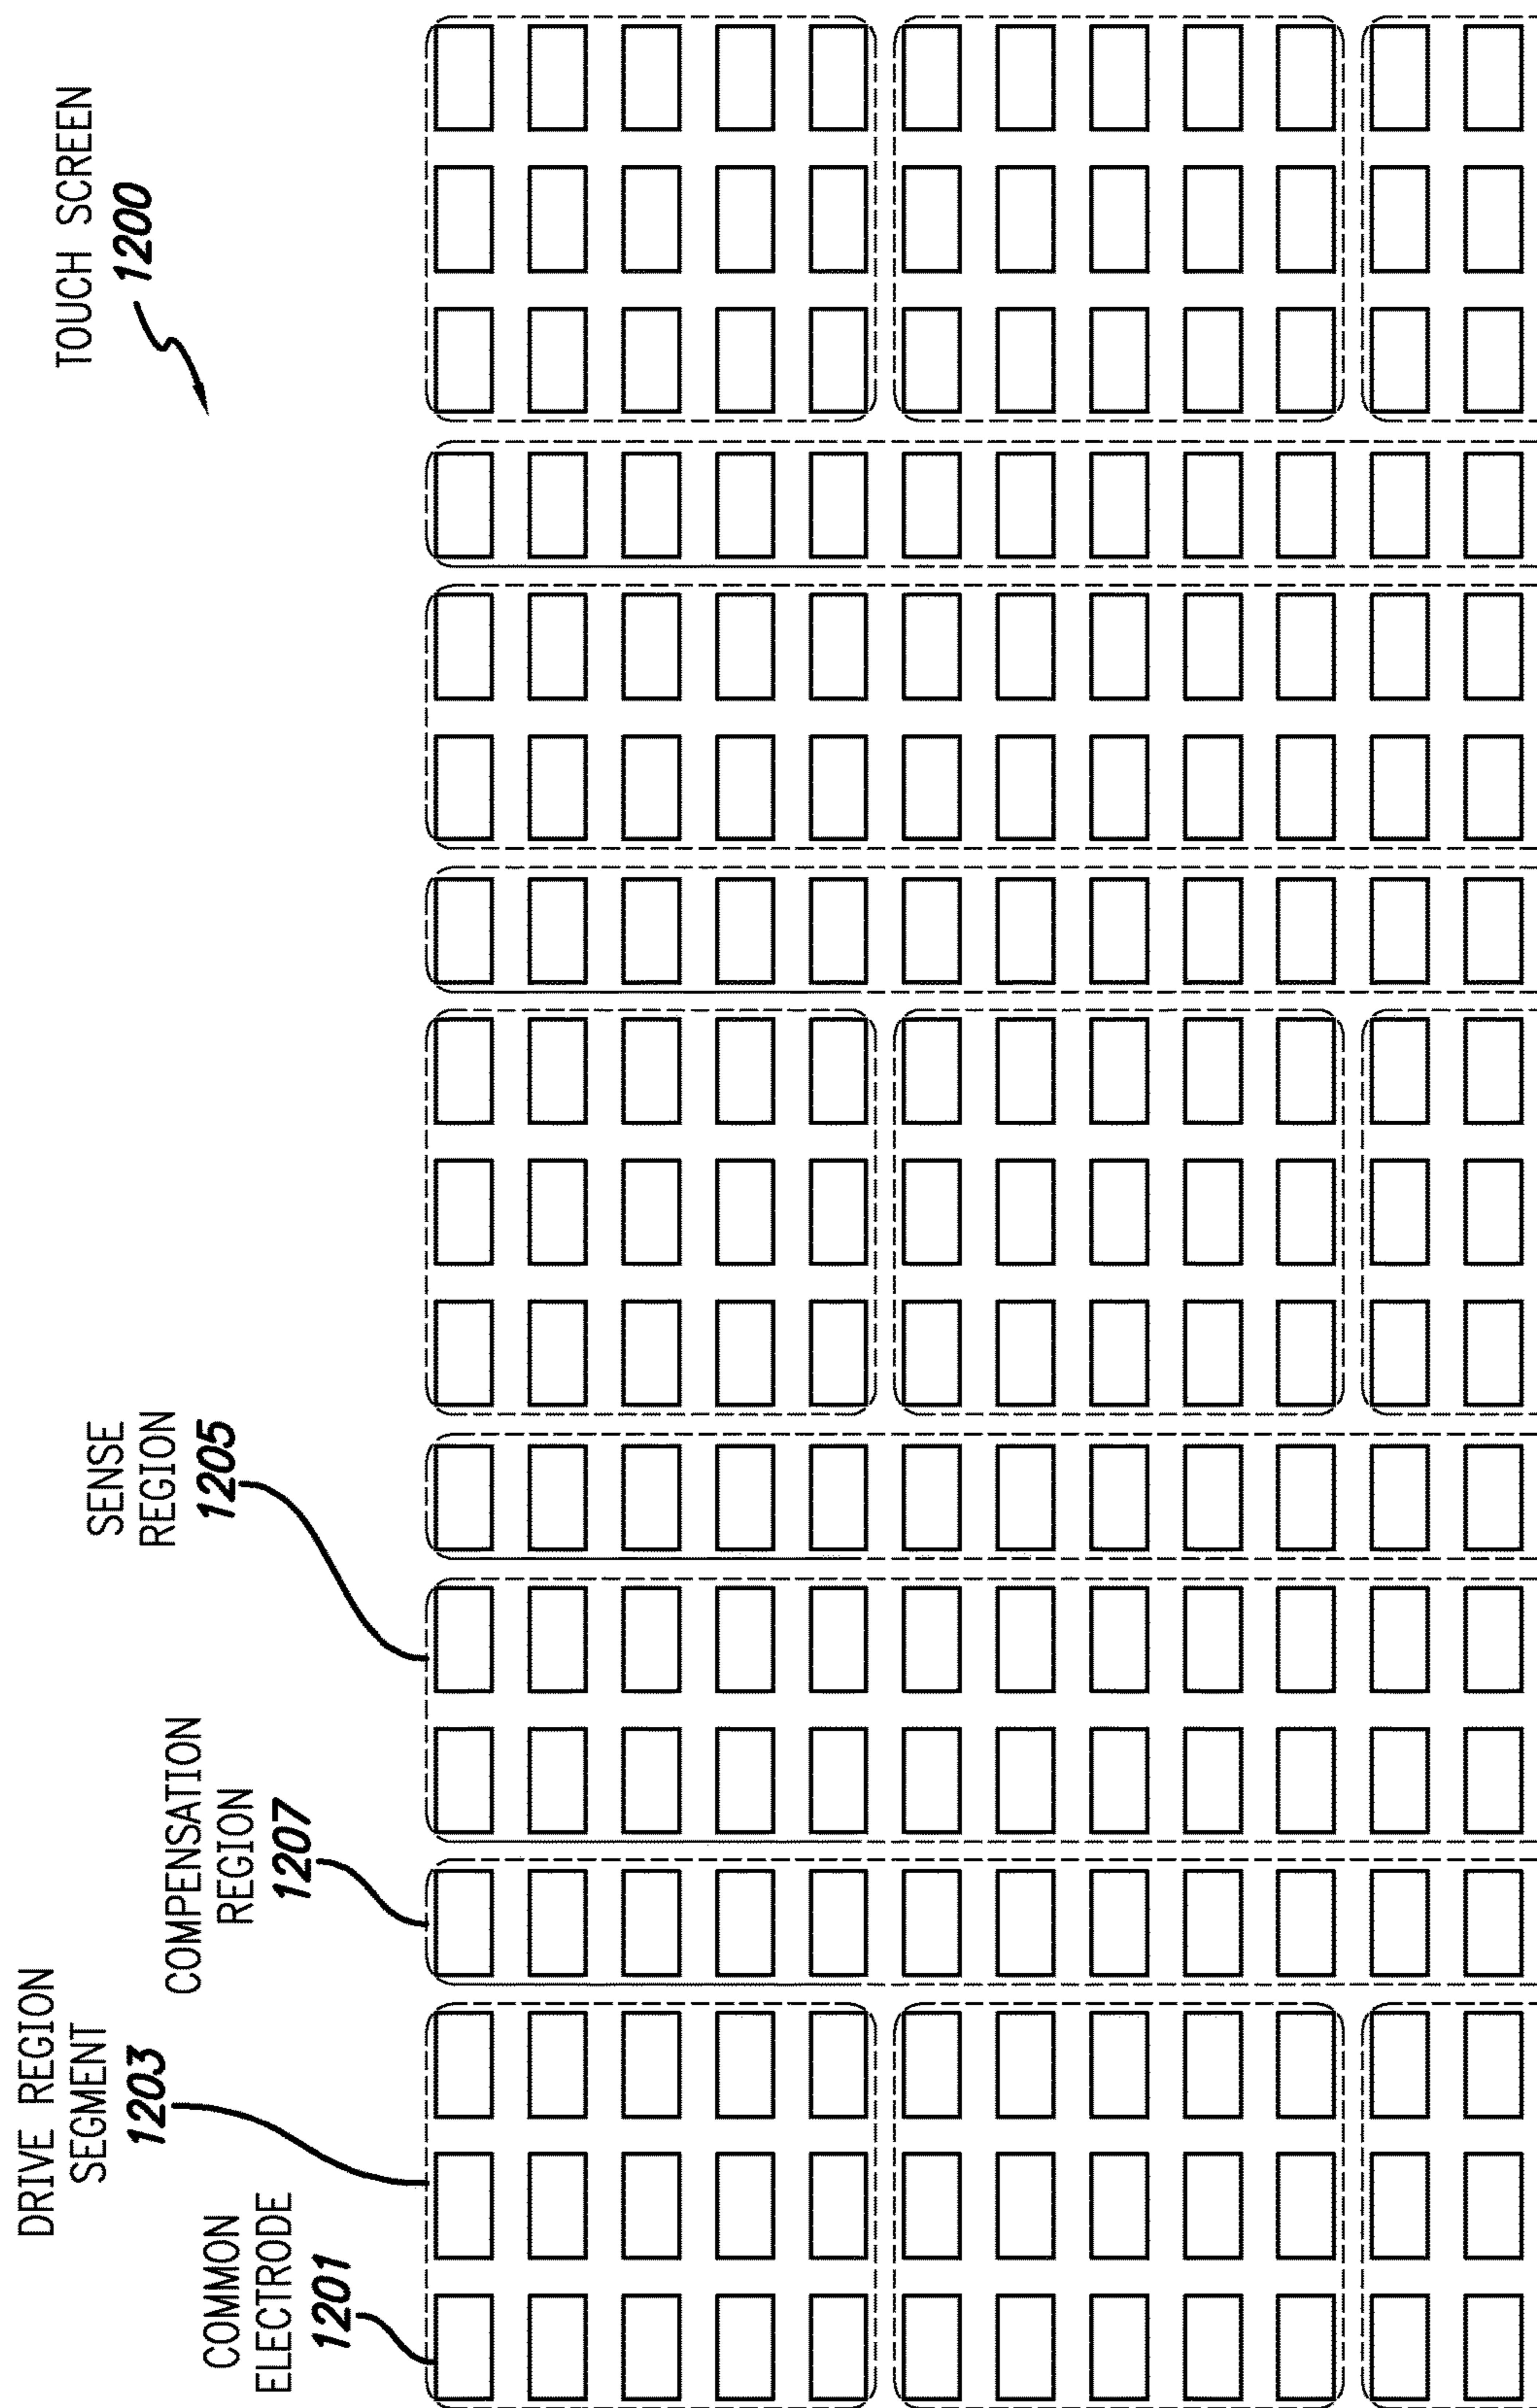 TOUCH SCREEN
1200
SENSE
REGION
1205
COMPENSATION
REGION
1207
DRIVE REGION
SEGMENT
1203
COMMON
ELECTRODE
1201